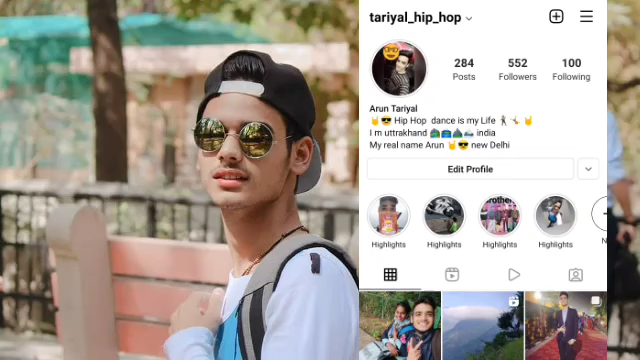 tariyal_hip_hop
284
Posts
552
Followers
100
Following
Arun Tariyal
🤘😎 Hip Hop dance is my Life 🕺🤸🤘
I m uttrakhand 🏞🏞⛰🏔 india
My real name Arun 🤘😎 new Delhi
Edit Profile
Highlights
Highlights
Highlights
Highlights